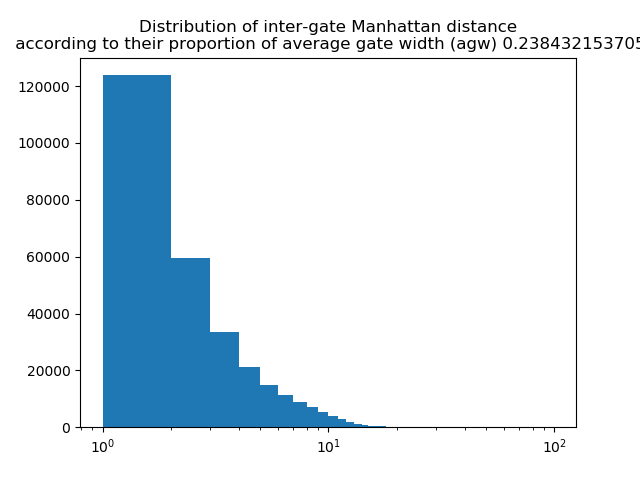 Distribution of inter-gate Manhattan distance
according to their proportion of average gate width (agw) 0.238432153705
120000
100000
80000
60000
40000
20000
0
10^0 10^1 10^2